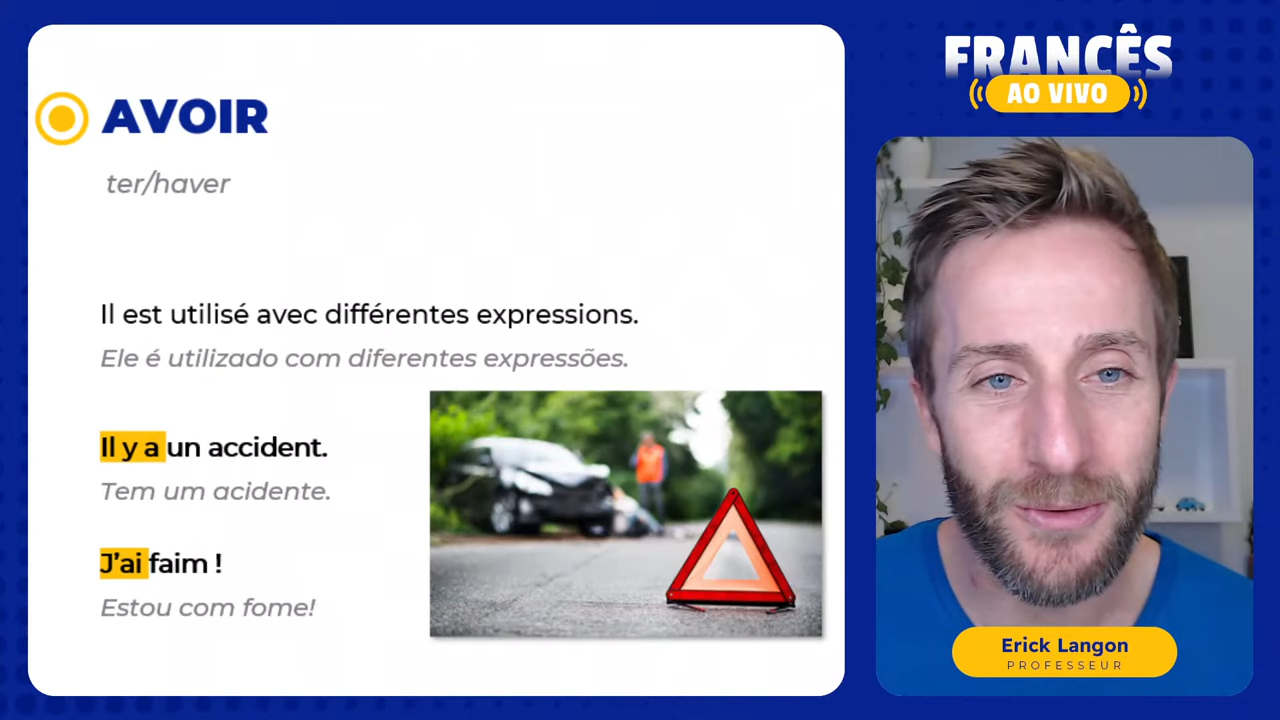 AVOIR
ter/haver
Il est utilisé avec différentes expressions.
Ele é utilizado com diferentes expressões.
Il y a un accident.
Tem um acidente.
J'ai faim !
Estou com fome!
FRANCÊS
AO VIVO
Erick Langon
PROFESSEUR